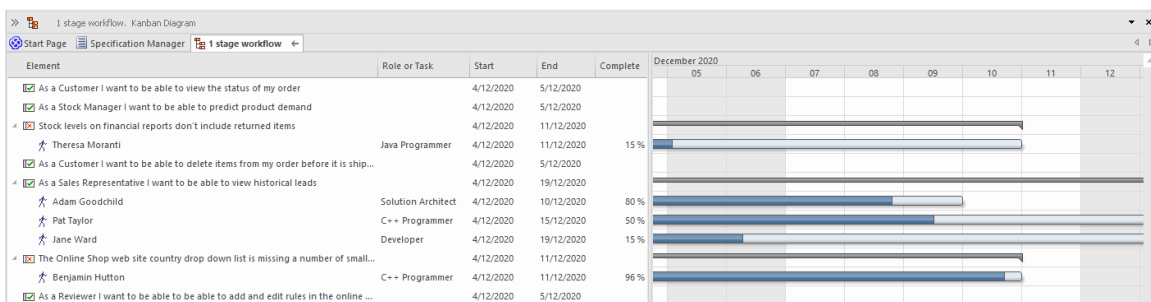 1 stage workflow. Kanban Diagram
Start Page Specification Manager 1 stage workflow
Element Role or Task Start End Complete December 2020
05 06 07 08 09 10 11 12
As a Customer I want to be able to view the status of my order 4/12/2020 5/12/2020
As a Stock Manager I want to be able to predict product demand 4/12/2020 5/12/2020
Stock levels on financial reports don't include returned items 4/12/2020 11/12/2020
Theresa Moranti Java Programmer 4/12/2020 11/12/2020 15 %
As a Customer I want to be able to delete items from my order before it is ship... 4/12/2020 5/12/2020
As a Sales Representative I want to be able to view historical leads 4/12/2020 19/12/2020
Adam Goodchild Solution Architect 4/12/2020 10/12/2020 80 %
Pat Taylor C++ Programmer 4/12/2020 15/12/2020 50 %
Jane Ward Developer 4/12/2020 19/12/2020 15 %
The Online Shop web site country drop down list is missing a number of small... 4/12/2020 11/12/2020
Benjamin Hutton C++ Programmer 4/12/2020 11/12/2020 96 %
As a Reviewer I want to be able to be able to add and edit rules in the online ... 4/12/2020 5/12/2020